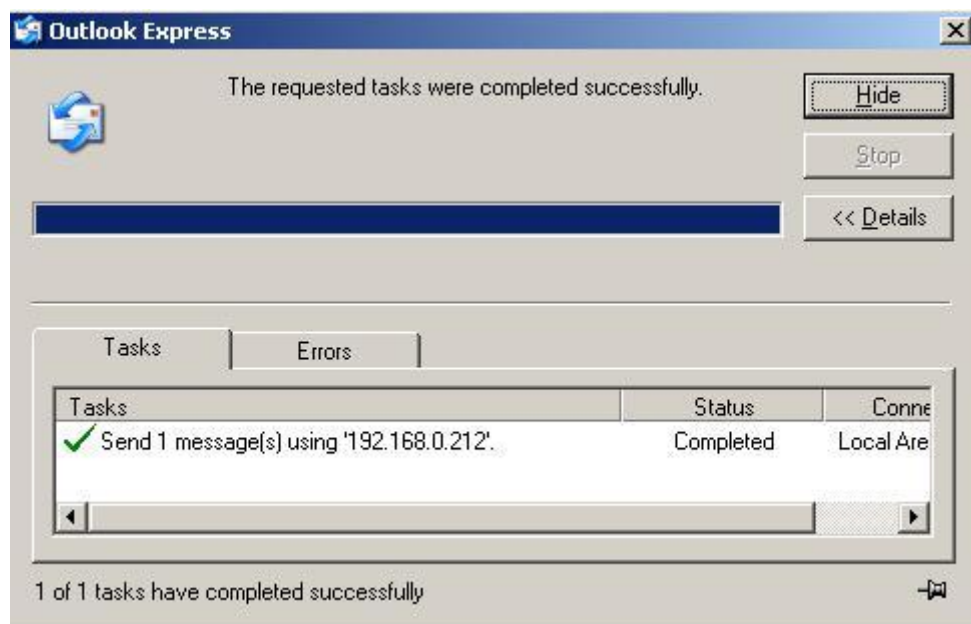 Outlook Express
The requested tasks were completed successfully.
Hide
Stop
<< Details
Tasks
Errors
Tasks Status Conne
Send 1 message(s) using '192.168.0.212'. Completed Local Are
1 of 1 tasks have completed successfully